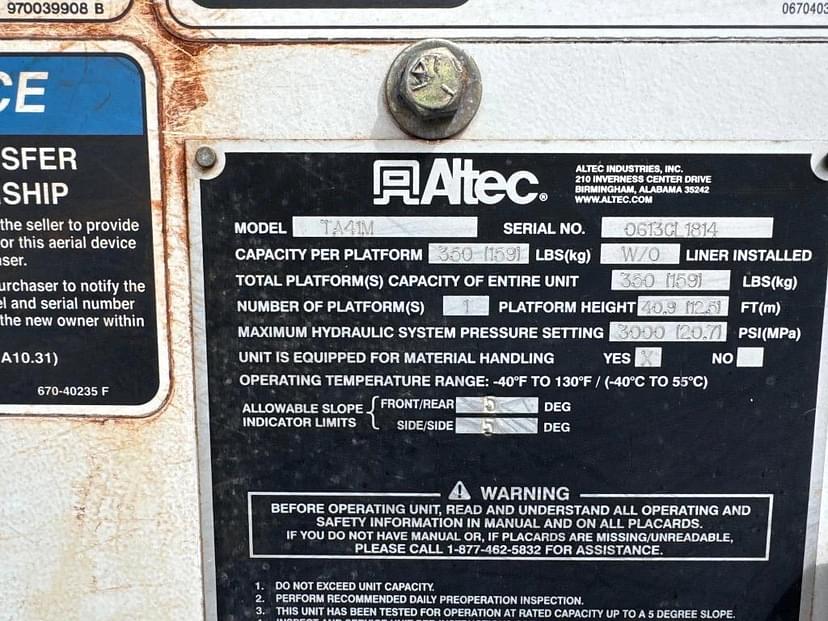 970039908 B
0670403
CE
SFER
SHIP
the seller to provide
or this aerial device
aser.
urchaser to notify the
el and serial number
the new owner within
A10.31)
670-40235 F
Altec®
ALTEC INDUSTRIES, INC.
210 INVERNESS CENTER DRIVE
BIRMINGHAM, ALABAMA 35242
WWW.ALTEC.COM
MODEL TA41M SERIAL NO. 0613CL1814
CAPACITY PER PLATFORM 350 (159) LBS(kg) W/O LINER INSTALLED
TOTAL PLATFORM(S) CAPACITY OF ENTIRE UNIT 350 (159) LBS(kg)
NUMBER OF PLATFORM(S) 1 PLATFORM HEIGHT 40.9 (12.5) FT(m)
MAXIMUM HYDRAULIC SYSTEM PRESSURE SETTING 3000 (20.7) PSI(MPa)
UNIT IS EQUIPPED FOR MATERIAL HANDLING YES X NO
OPERATING TEMPERATURE RANGE: -40°F TO 130°F / (-40°C TO 55°C)
ALLOWABLE SLOPE INDICATOR LIMITS
FRONT/REAR 5 DEG
SIDE/SIDE 5 DEG
WARNING
BEFORE OPERATING UNIT, READ AND UNDERSTAND ALL OPERATING AND
SAFETY INFORMATION IN MANUAL AND ON ALL PLACARDS.
IF YOU DO NOT HAVE MANUAL OR, IF PLACARDS ARE MISSING/UNREADABLE,
PLEASE CALL 1-877-462-5832 FOR ASSISTANCE.
1. DO NOT EXCEED UNIT CAPACITY.
2. PERFORM RECOMMENDED DAILY PREOPERATION INSPECTION.
3. THIS UNIT HAS BEEN TESTED FOR OPERATION AT RATED CAPACITY UP TO A 5 DEGREE SLOPE.